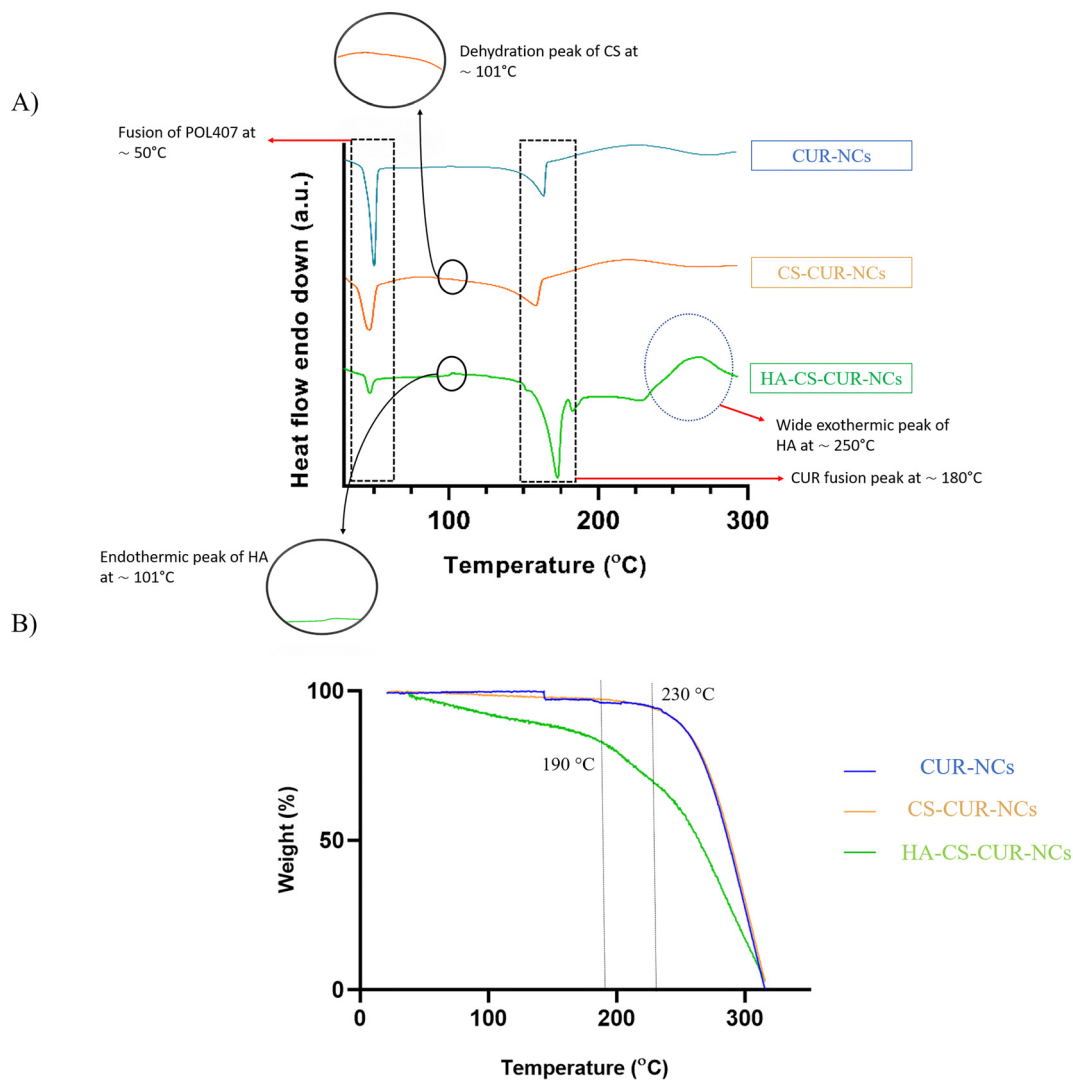 A)
Dehydration peak of CS at
~ 101°C
Fusion of POL407 at
~ 50°C
CUR-NCs
CS-CUR-NCs
HA-CS-CUR-NCs
Heat flow endo down (a.u.)
Wide exothermic peak of
HA at ~ 250°C
CUR fusion peak at ~ 180°C
100
200
300
Temperature (°C)
Endothermic peak of HA
at ~ 101°C
B)
100
50
0
Weight (%)
230 °C
190 °C
CUR-NCs
CS-CUR-NCs
HA-CS-CUR-NCs
0
100
200
300
Temperature (°C)